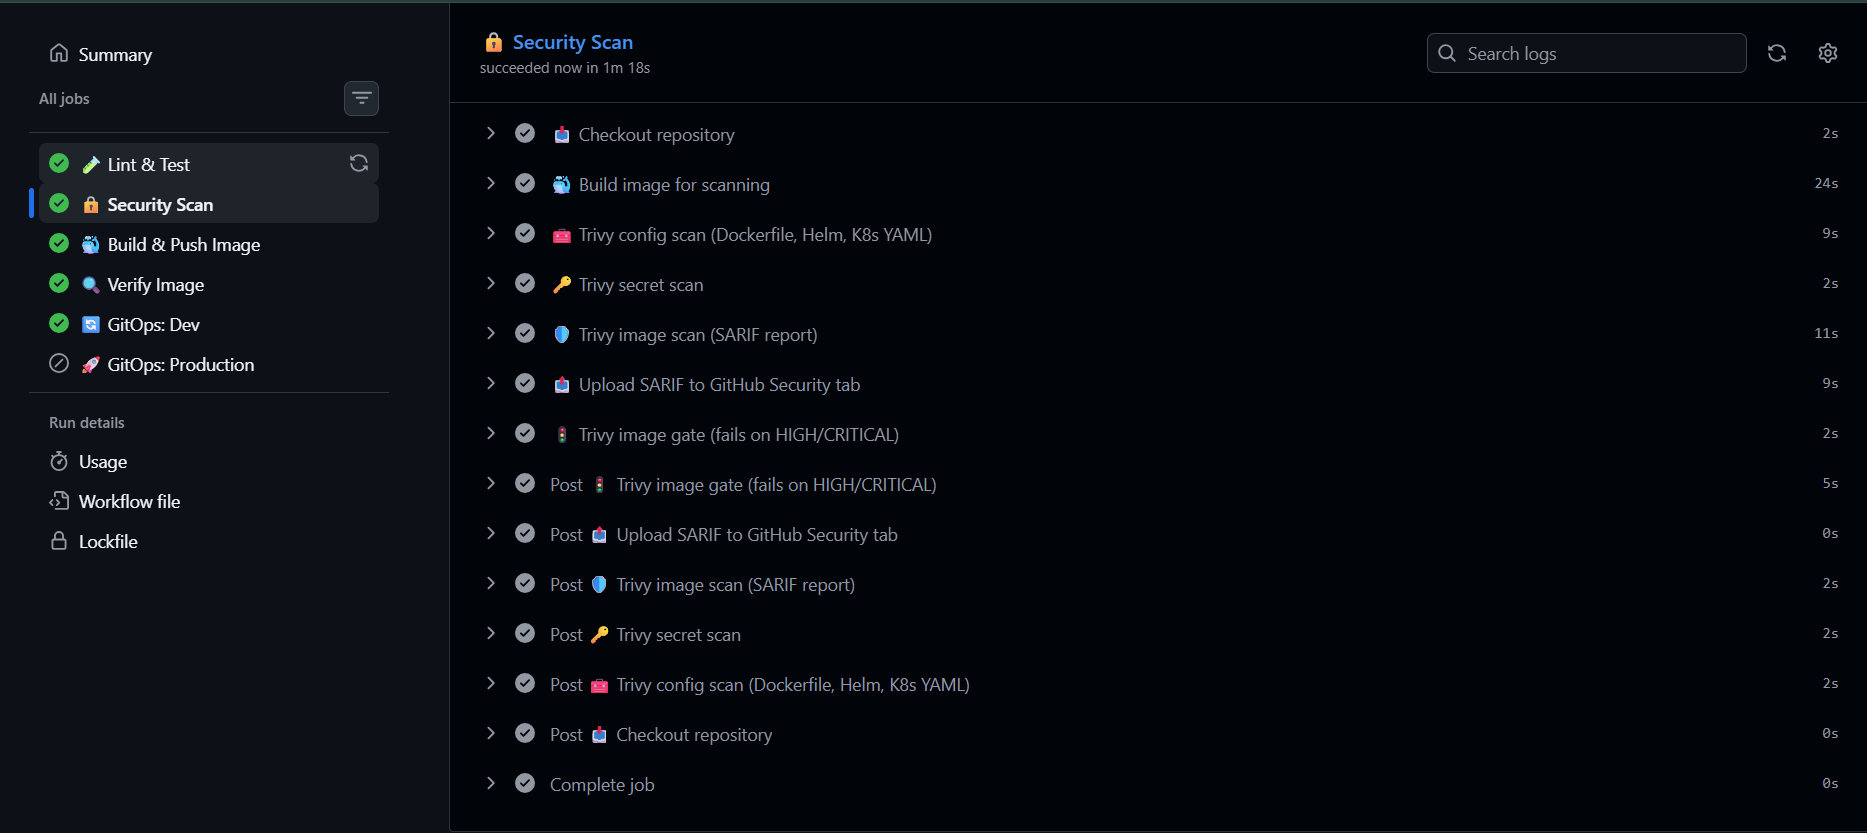 Summary
All jobs
Lint & Test
Security Scan
Build & Push Image
Verify Image
GitOps: Dev
GitOps: Production
Run details
Usage
Workflow file
Lockfile
Security Scan
succeeded now in 1m 18s
Search logs
Checkout repository 2s
Build image for scanning 24s
Trivy config scan (Dockerfile, Helm, K8s YAML) 9s
Trivy secret scan 2s
Trivy image scan (SARIF report) 11s
Upload SARIF to GitHub Security tab 9s
Trivy image gate (fails on HIGH/CRITICAL) 2s
Post Trivy image gate (fails on HIGH/CRITICAL) 5s
Post Upload SARIF to GitHub Security tab 0s
Post Trivy image scan (SARIF report) 2s
Post Trivy secret scan 2s
Post Trivy config scan (Dockerfile, Helm, K8s YAML) 2s
Post Checkout repository 0s
Complete job 0s